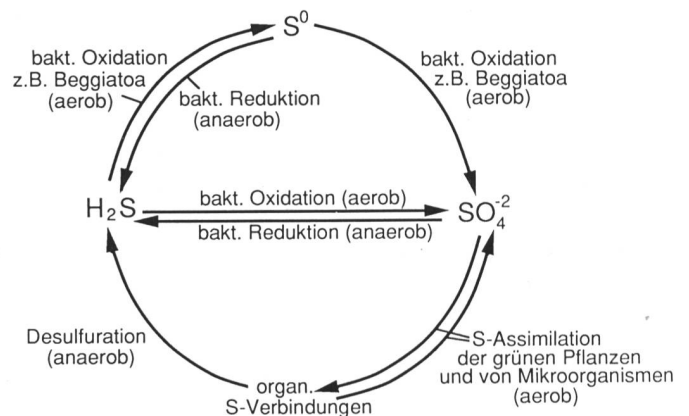 S⁰
bakt. Oxidation
z.B. Beggiatoa
(aerob)
bakt. Reduktion
(anaerob)
bakt. Oxidation
z.B. Beggiatoa
(aerob)
H₂S
bakt. Oxidation (aerob)
bakt. Reduktion (anaerob)
SO₄⁻²
Desulfuration
(anaerob)
S-Assimilation
der grünen Pflanzen
und von Mikroorganismen
(aerob)
organ.
S-Verbindungen